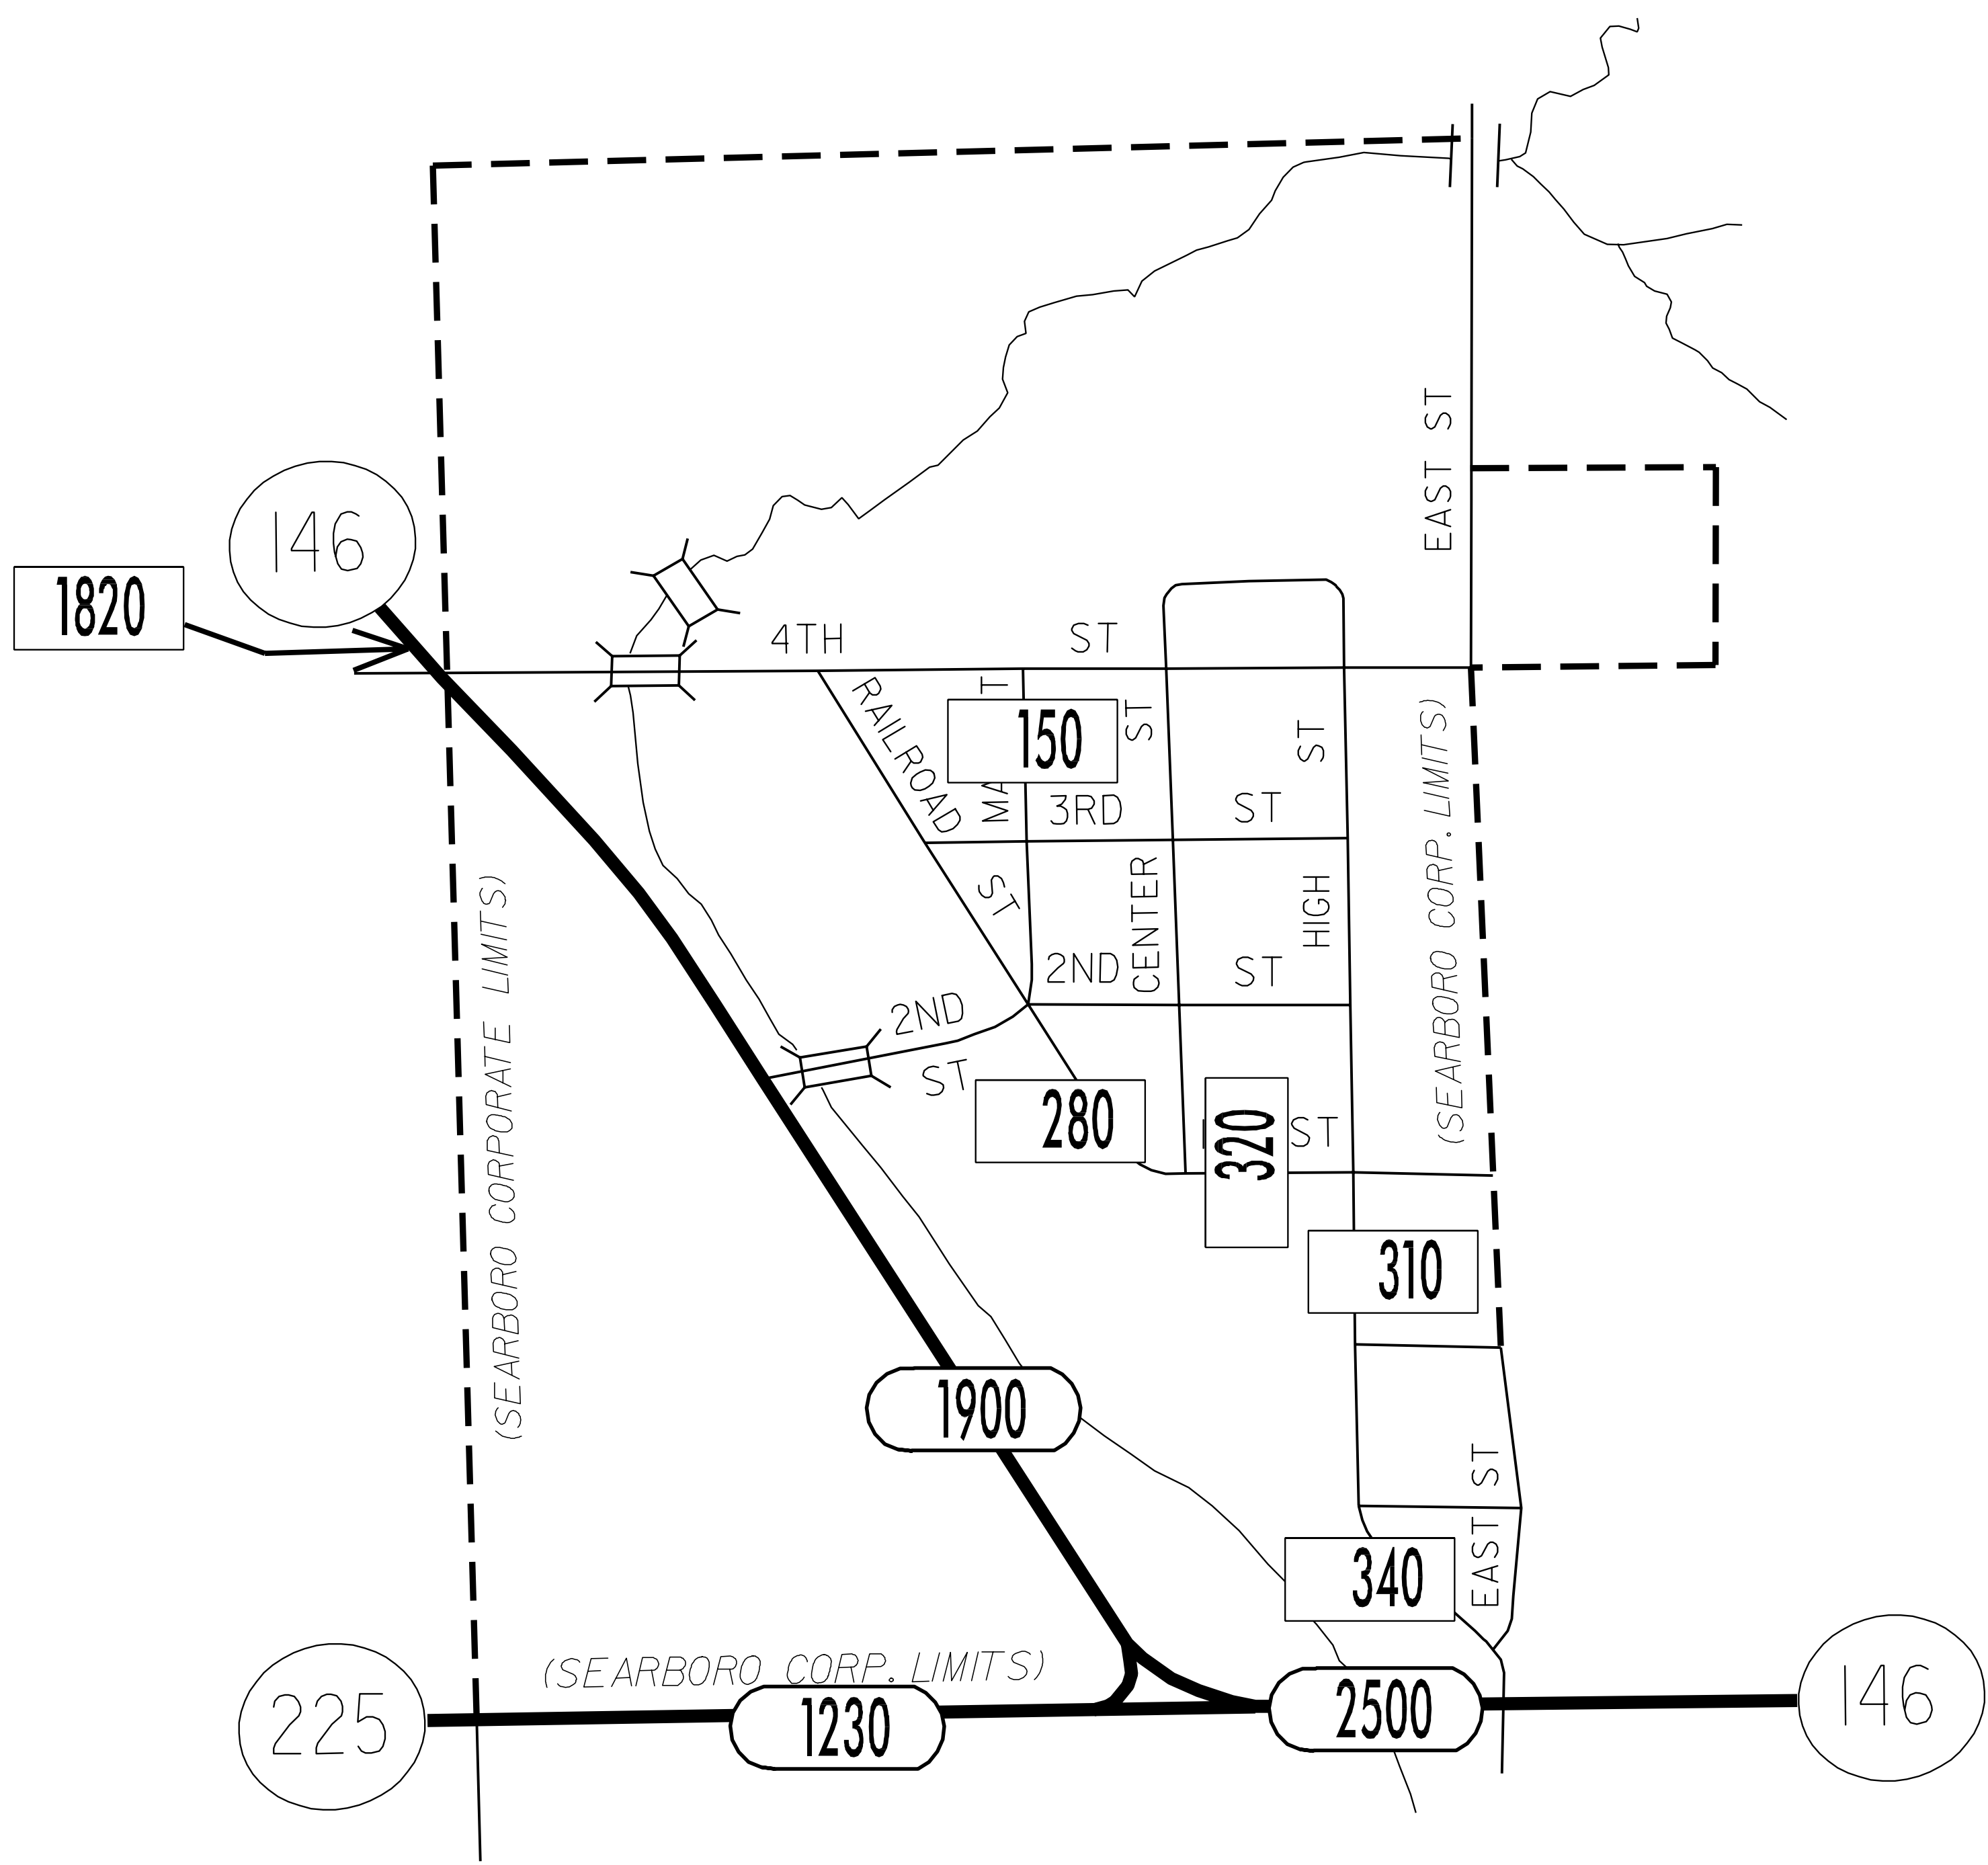 EAST ST
146
1820
4TH ST
RAILROAD ST
150
ST
ST
3RD ST
CENTER
HIGH
(SEARBORO CORP. LIMITS)
(SEARBORO CORPORATE LIMITS)
2ND ST
2ND ST
280
320
ST
310
1900
EAST ST
340
(SEARBORO CORP. LIMITS)
225
1230
2500
146